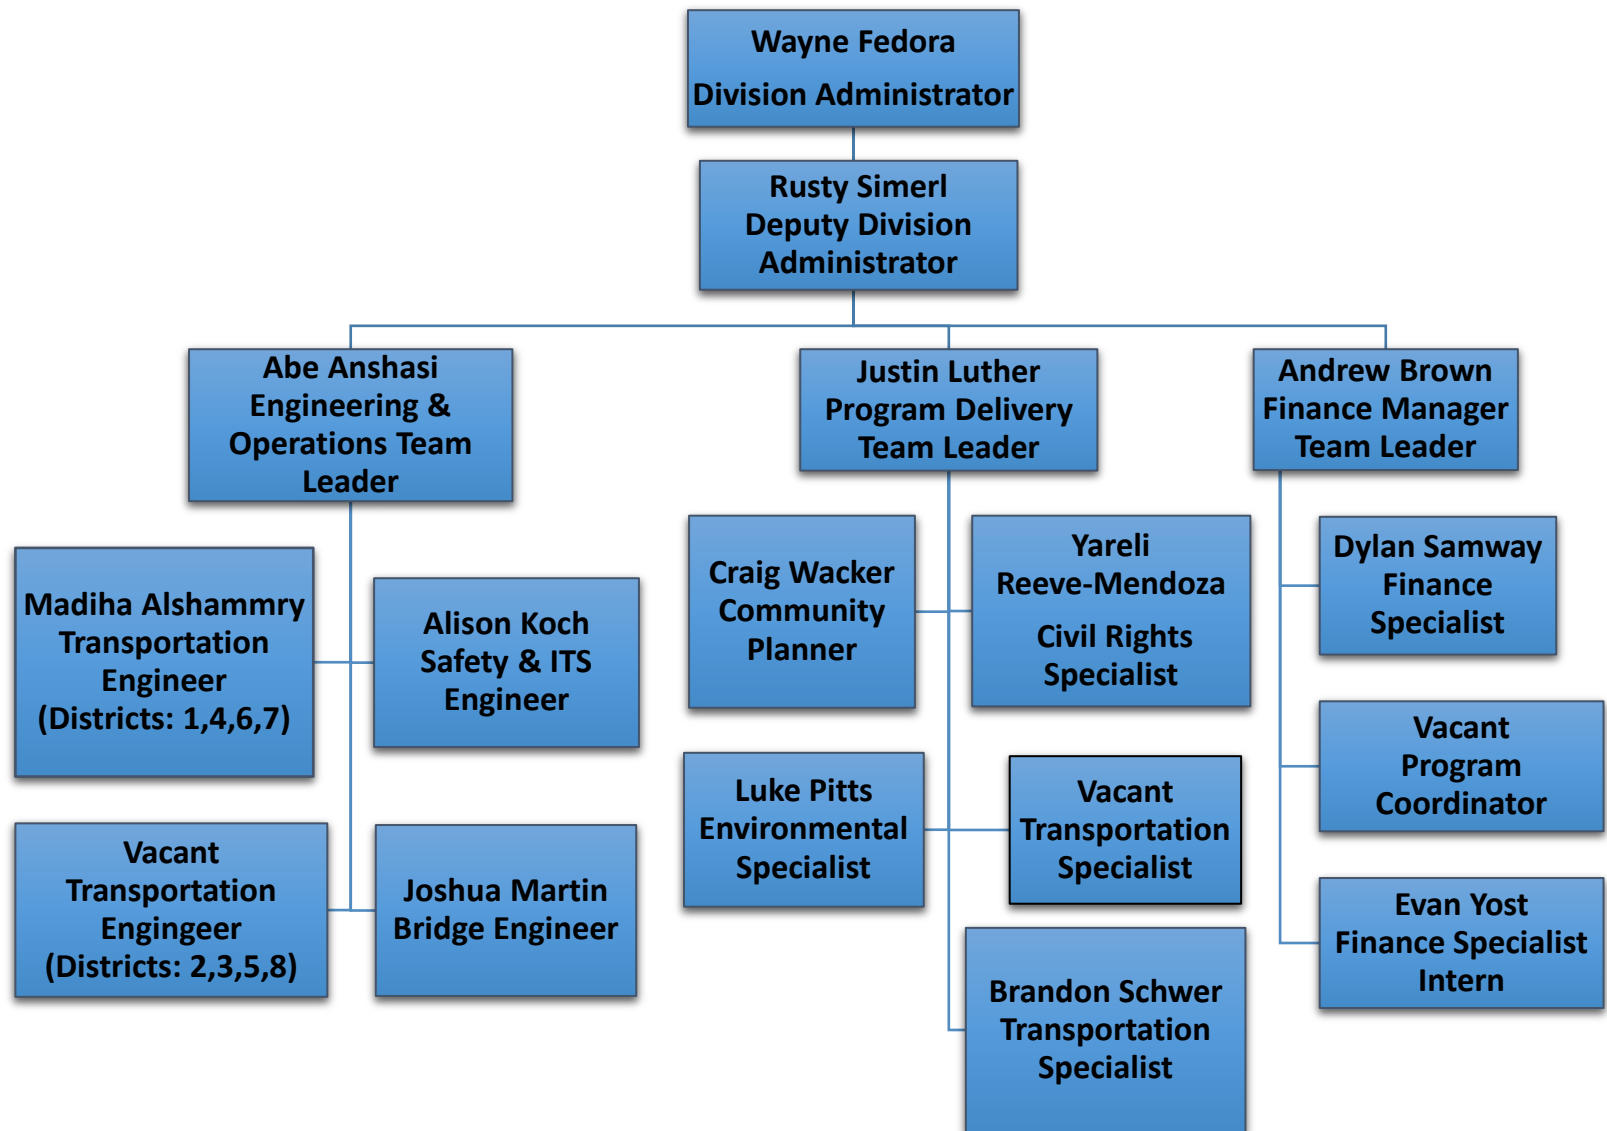 Wayne Fedora
Division Administrator
Rusty Simerl
Deputy Division
Administrator
Abe Anshasi
Engineering &
Operations Team
Leader
Madiha Alshammry
Transportation
Engineer
(Districts: 1,4,6,7)
Alison Koch
Safety & ITS
Engineer
Vacant
Transportation
Engingeer
(Districts: 2,3,5,8)
Joshua Martin
Bridge Engineer
Justin Luther
Program Delivery
Team Leader
Craig Wacker
Community
Planner
Yareli
Reeve-Mendoza
Civil Rights
Specialist
Luke Pitts
Environmental
Specialist
Vacant
Transportation
Specialist
Brandon Schwer
Transportation
Specialist
Andrew Brown
Finance Manager
Team Leader
Dylan Samway
Finance
Specialist
Vacant
Program
Coordinator
Evan Yost
Finance Specialist
Intern